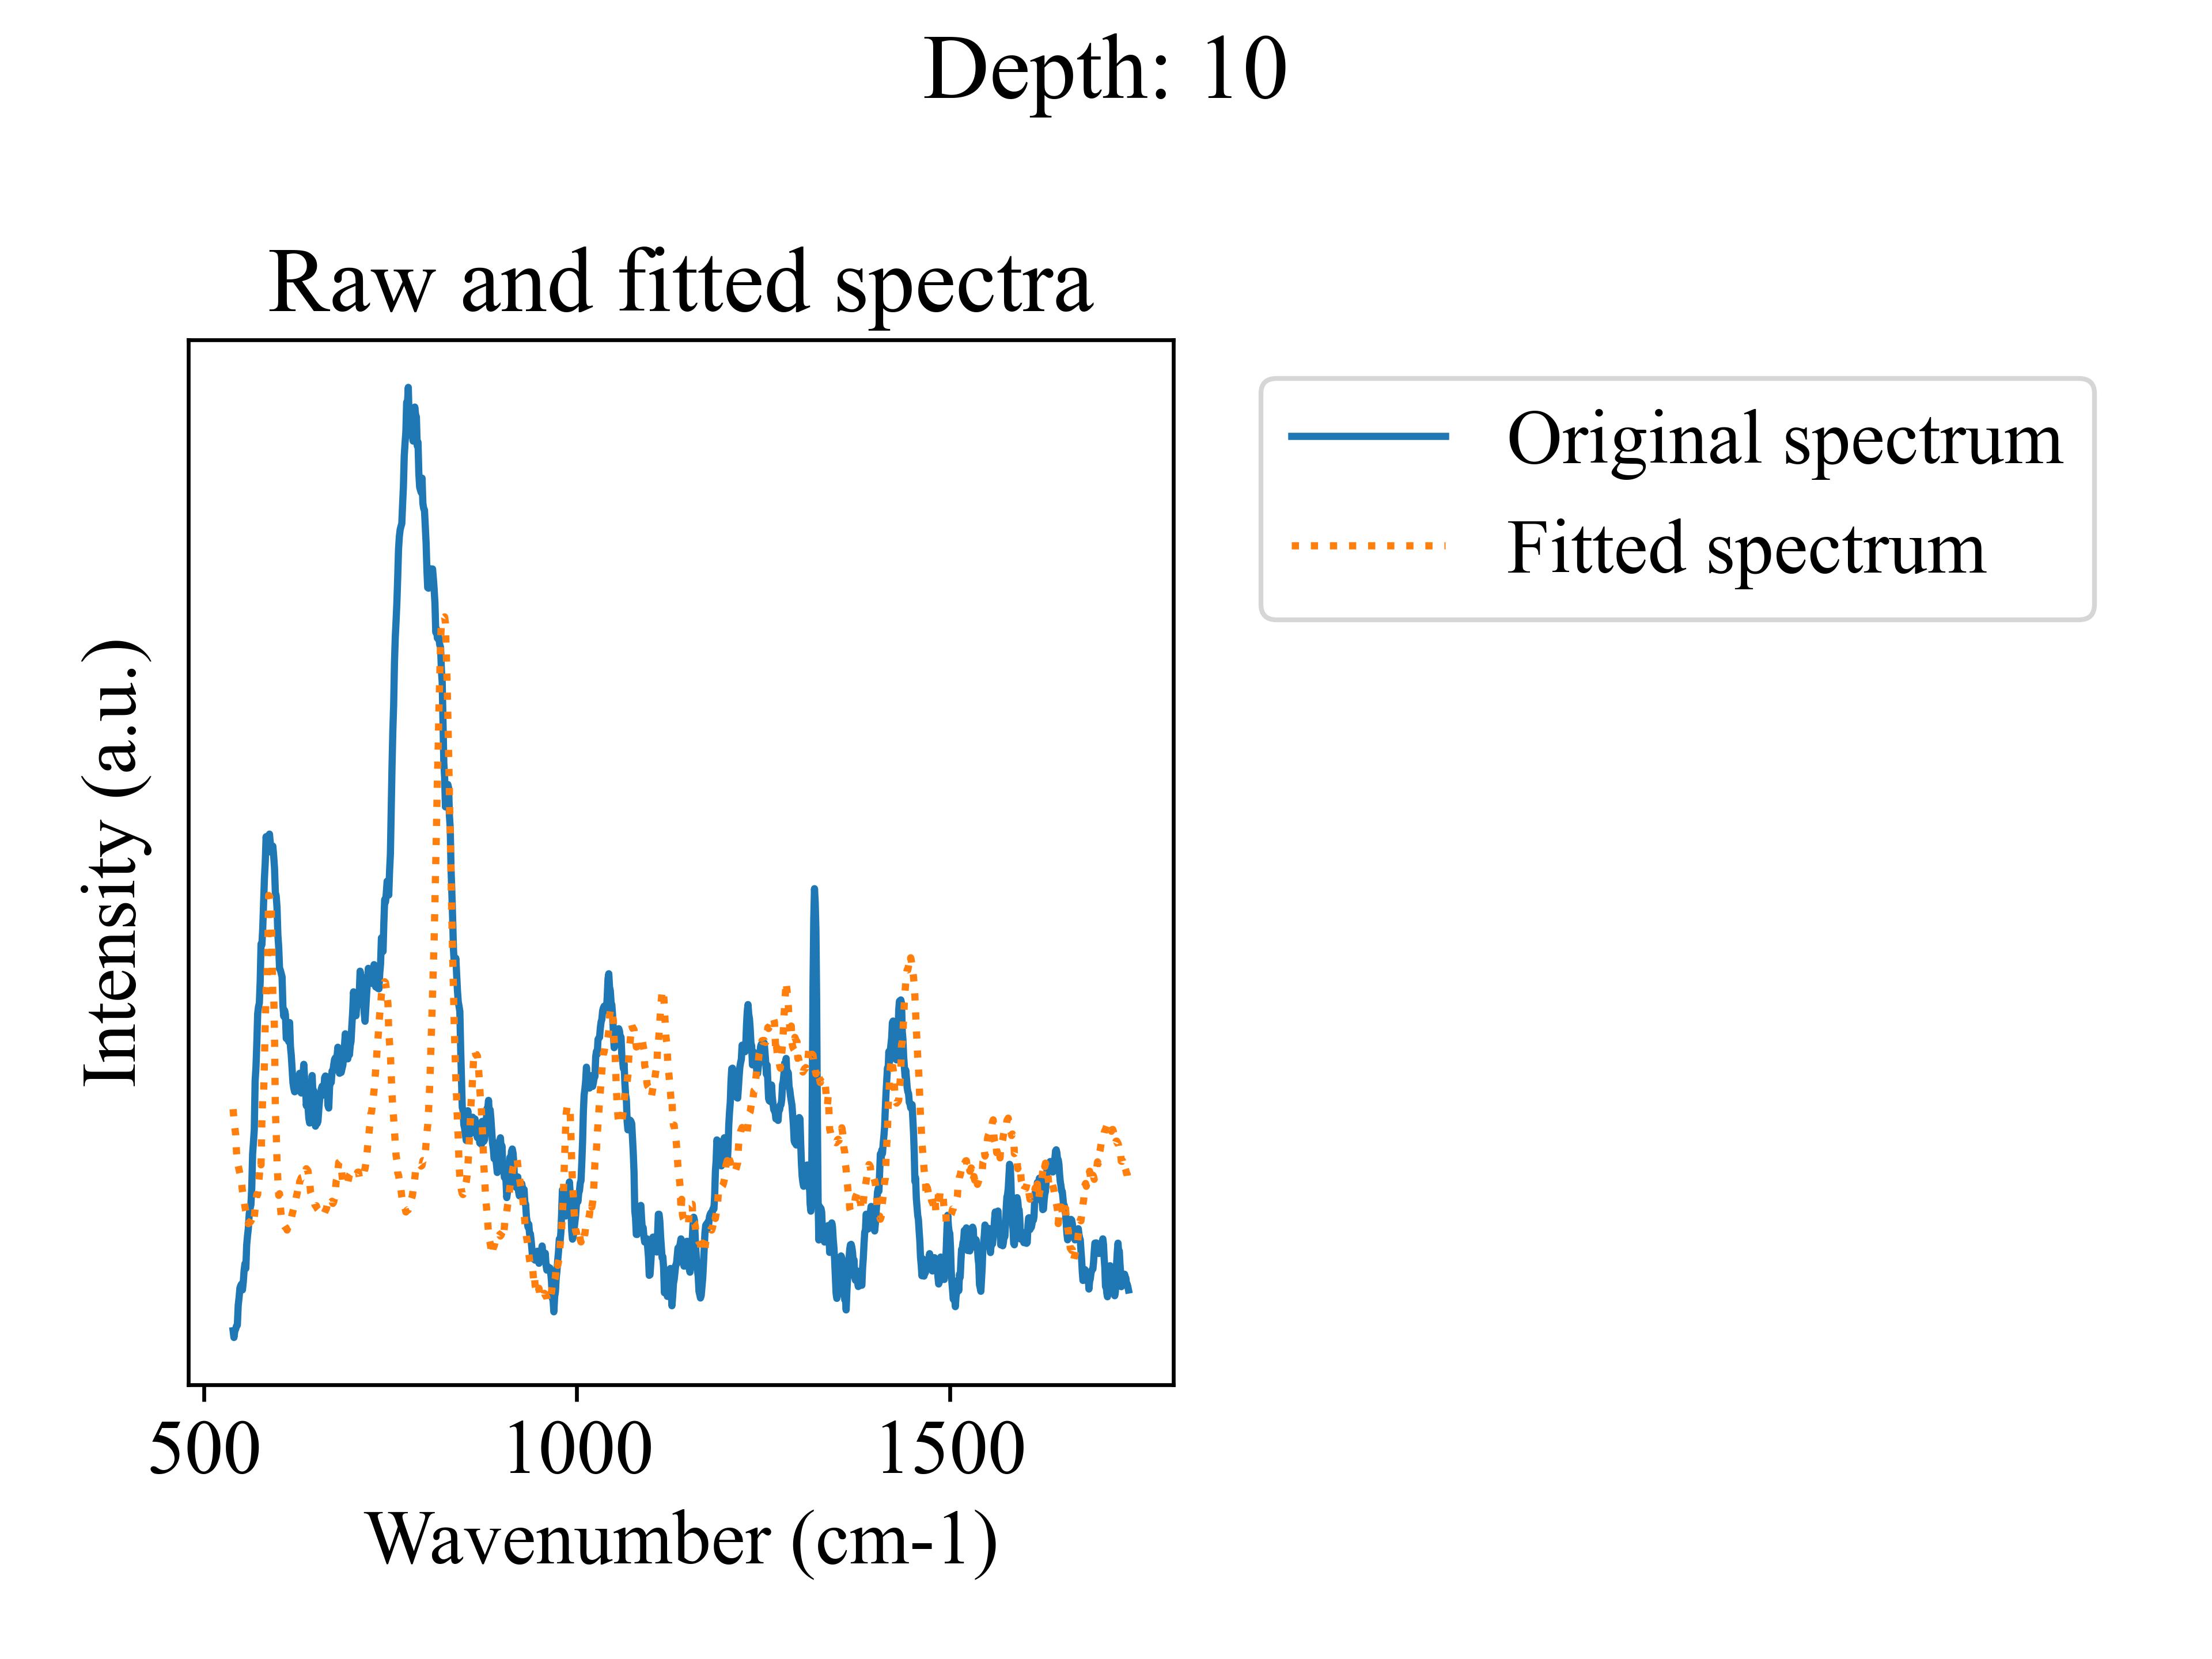 Depth: 10
Raw and fitted spectra
Original spectrum
Fitted spectrum
Intensity (a.u.)
500 1000 1500
Wavenumber (cm-1)